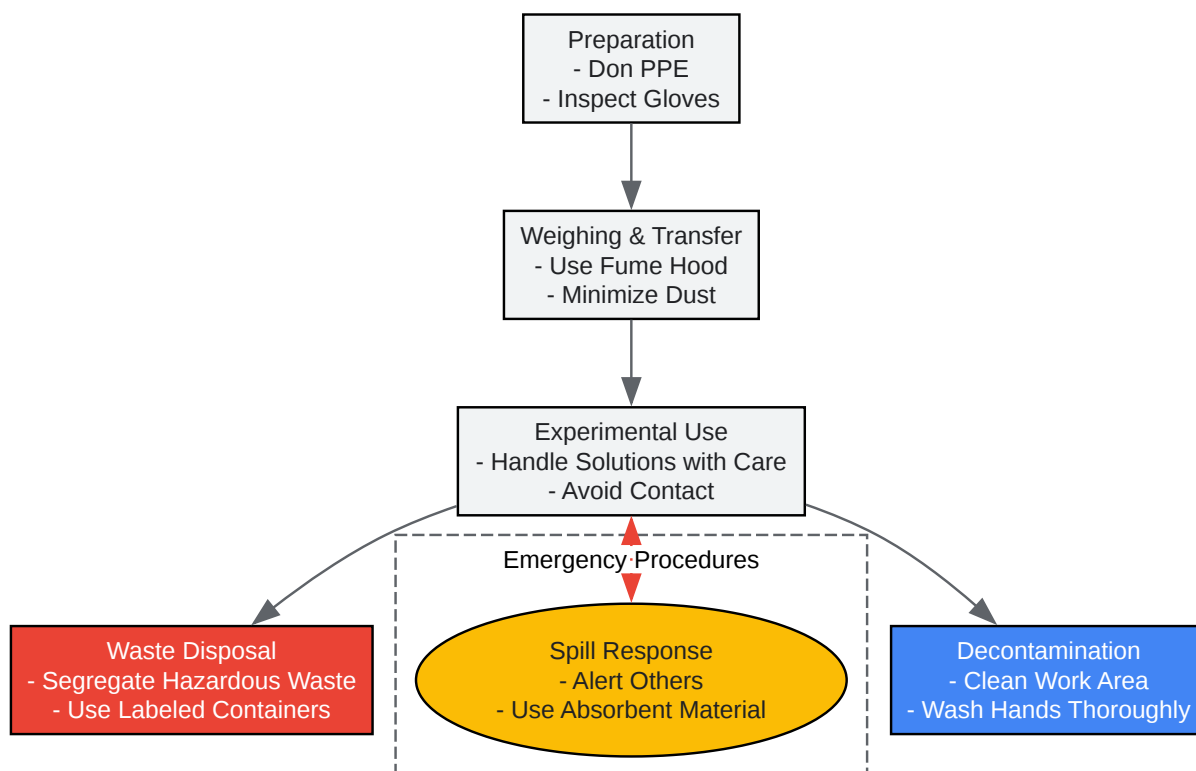 Preparation
- Don PPE
- Inspect Gloves
Weighing & Transfer
- Use Fume Hood
- Minimize Dust
Experimental Use
- Handle Solutions with Care
- Avoid Contact
Emergency Procedures
Waste Disposal
- Segregate Hazardous Waste
- Use Labeled Containers
Spill Response
- Alert Others
- Use Absorbent Material
Decontamination
- Clean Work Area
- Wash Hands Thoroughly